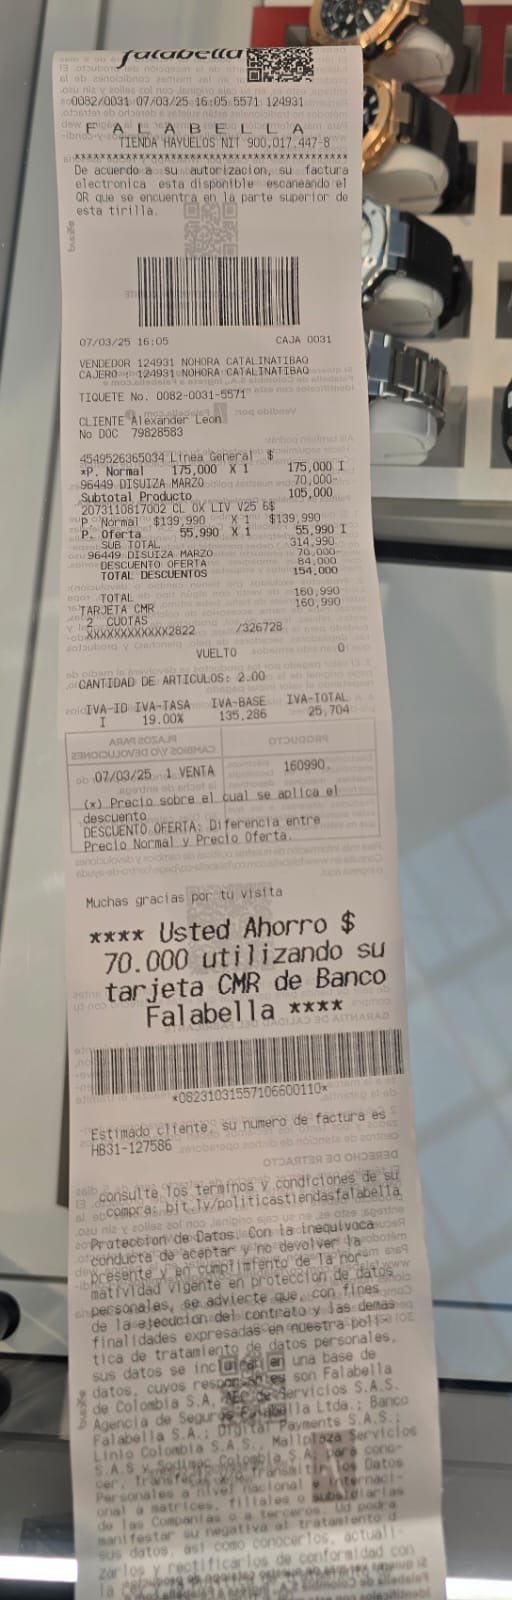 falabella
0082/0031 07/03/25 16:05 5571 124931
F A L A B E L L A
TIENDA HAYUELOS NIT 900,017.447-8
************************************************
De acuerdo a su autorizacion, su factura
electronica esta disponible escaneando el
QR que se encuentra en la parte superior de
esta tirilla.
07/03/25 16:05 CAJA 0031
VENDEDOR 124931 NOHORA CATALINATIBAQ
CAJERO : 124931 NOHORA CATALINATIBAQ
TIQUETE No. 0082-0031-5571
CLIENTE Alexander Leon
No DOC 79828583
4549526365034 Linea General $
*P. Normal 175,000 X 1 175,000 I
96449 DISUIZA MARZO 70,000-
Subtotal Producto 105,000
2073110817002 CL OX LIV V25 6$
P. Normal $139,990 X 1 $139,990
P. Oferta 55,990 X 1 55,990 I
SUB TOTAL 314,990
96449 DISUIZA MARZO 70,000-
DESCUENTO OFERTA 84,000
TOTAL DESCUENTOS 154,000
TOTAL 160,990
TARJETA CMR 160,990
2 CUOTAS
XXXXXXXXXXXX2822 /326728
VUELTO 0
CANTIDAD DE ARTICULOS: 2.00
IVA-ID IVA-TASA IVA-BASE IVA-TOTAL
I 19.00% 135,286 25,704
07/03/25 1 VENTA 160990.
(*) Precio sobre el cual se aplica el
descuento
DESCUENTO OFERTA: Diferencia entre
Precio Normal y Precio Oferta.
Muchas gracias por tu visita
**** Usted Ahorro $
70.000 utilizando su
tarjeta CMR de Banco
Falabella ****
*08231031557106600110*
Estimado cliente, su numero de factura es
HB31-127586
consulte los terminos y condiciones de su
compra: bit.ly/politicastiendasfalabella
Proteccion de Datos. Con la inequivoca
conducta de aceptar y no devolver la
presente y en cumplimiento de la nor-
matividad vigente en proteccion de datos
personales, se advierte que, con fines
de la ejecucion del contrato y las demas
finalidades expresadas en nuestra poli-
tica de tratamiento de datos personales,
sus datos se incluiran en una base de
datos, cuyos responsables son Falabella
de Colombia S.A, AEC de Servicios S.A.S.
Agencia de Seguros Falabella Ltda.; Banco
Falabella S.A.; Digital Payments S.A.S.;
Linio Colombia S.A.S., Mallplaza Servicios
S.A.S y Sodimac Colombia S.A; para cono-
cer, Transferir y/o Transmitir los Datos
Personales a nivel nacional e internaci-
onal a matrices, filiales o subsidiarias
de las Companias o a terceros. Ud podra
manifestar su negativa al tratamiento d
sus datos, asi como conocerlos, actuali-
zarlos y rectificarlos de conformidad con